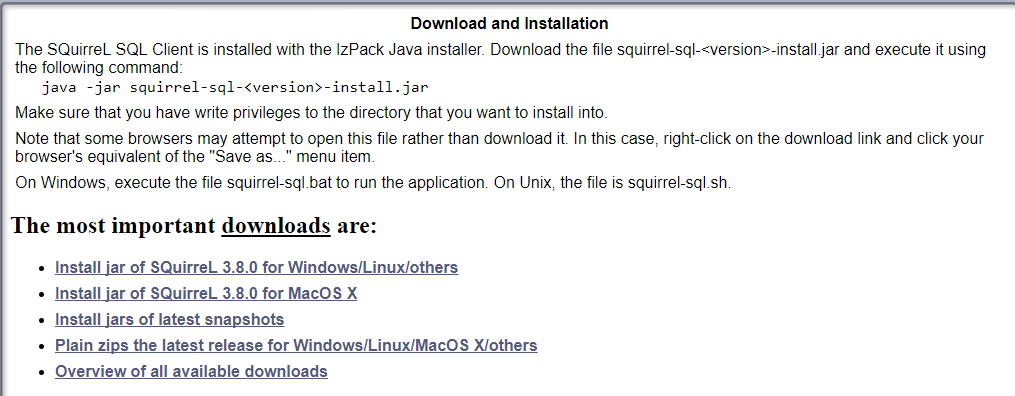 Download and Installation
The SQuirreL SQL Client is installed with the IzPack Java installer. Download the file squirrel-sql-<version>-install.jar and execute it using
the following command:
java -jar squirrel-sql-<version>-install.jar
Make sure that you have write privileges to the directory that you want to install into.
Note that some browsers may attempt to open this file rather than download it. In this case, right-click on the download link and click your
browser's equivalent of the "Save as..." menu item.
On Windows, execute the file squirrel-sql.bat to run the application. On Unix, the file is squirrel-sql.sh.
The most important downloads are:
• Install jar of SQuirreL 3.8.0 for Windows/Linux/others
• Install jar of SQuirreL 3.8.0 for MacOS X
• Install jars of latest snapshots
• Plain zips the latest release for Windows/Linux/MacOS X/others
• Overview of all available downloads